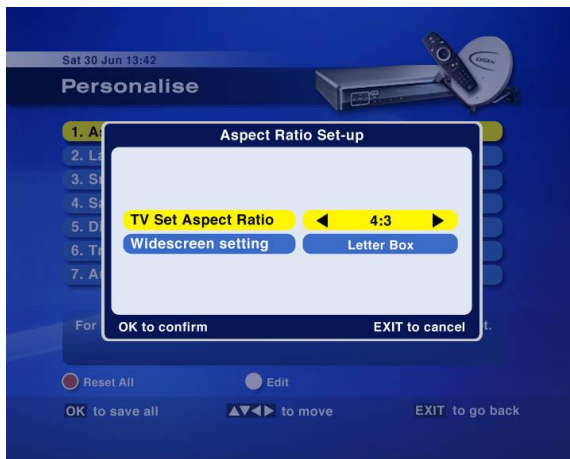 Sat 30 Jun 13:42
Personalise
1. A
Aspect Ratio Set-up
2. La
3. S
4. S
TV Set Aspect Ratio 4:3
5. D
Widescreen setting Letter Box
6. Tr
7. A
For
OK to confirm EXIT to cancel
t.
Reset All Edit
OK to save all to move EXIT to go back